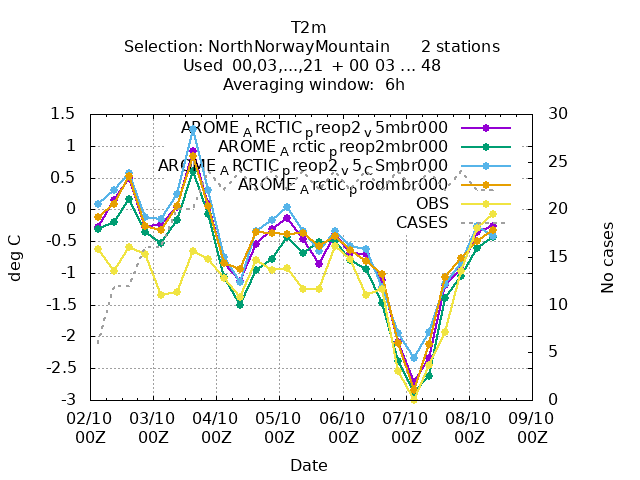 T2m
Selection: NorthNorwayMountain 2 stations
Used 00,03,...,21 + 00 03 ... 48
Averaging window: 6h
AROME_ARCTIC_preop2_v5mbr000
AROME_Arctic_preop2mbr000
AROME_ARCTIC_preop2_v5_CSmbr000
AROME_Arctic_prodmbr000
OBS
CASES
deg C
1.5
1
0.5
0
-0.5
-1
-1.5
-2
-2.5
-3
No cases
30
25
20
15
10
5
0
02/10 03/10 04/10 05/10 06/10 07/10 08/10 09/10
00Z 00Z 00Z 00Z 00Z 00Z 00Z 00Z
Date